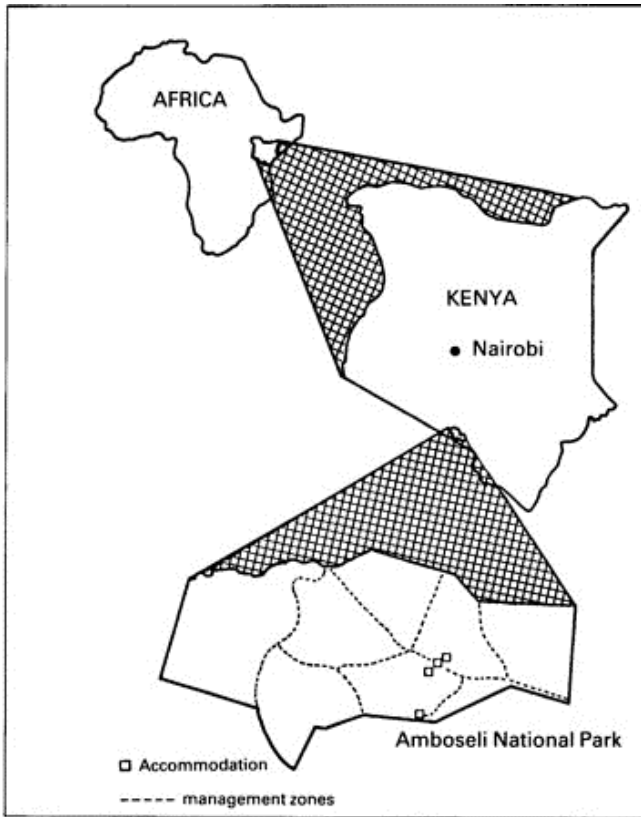 AFRICA
KENYA
Nairobi
Amboseli National Park
Accommodation
management zones